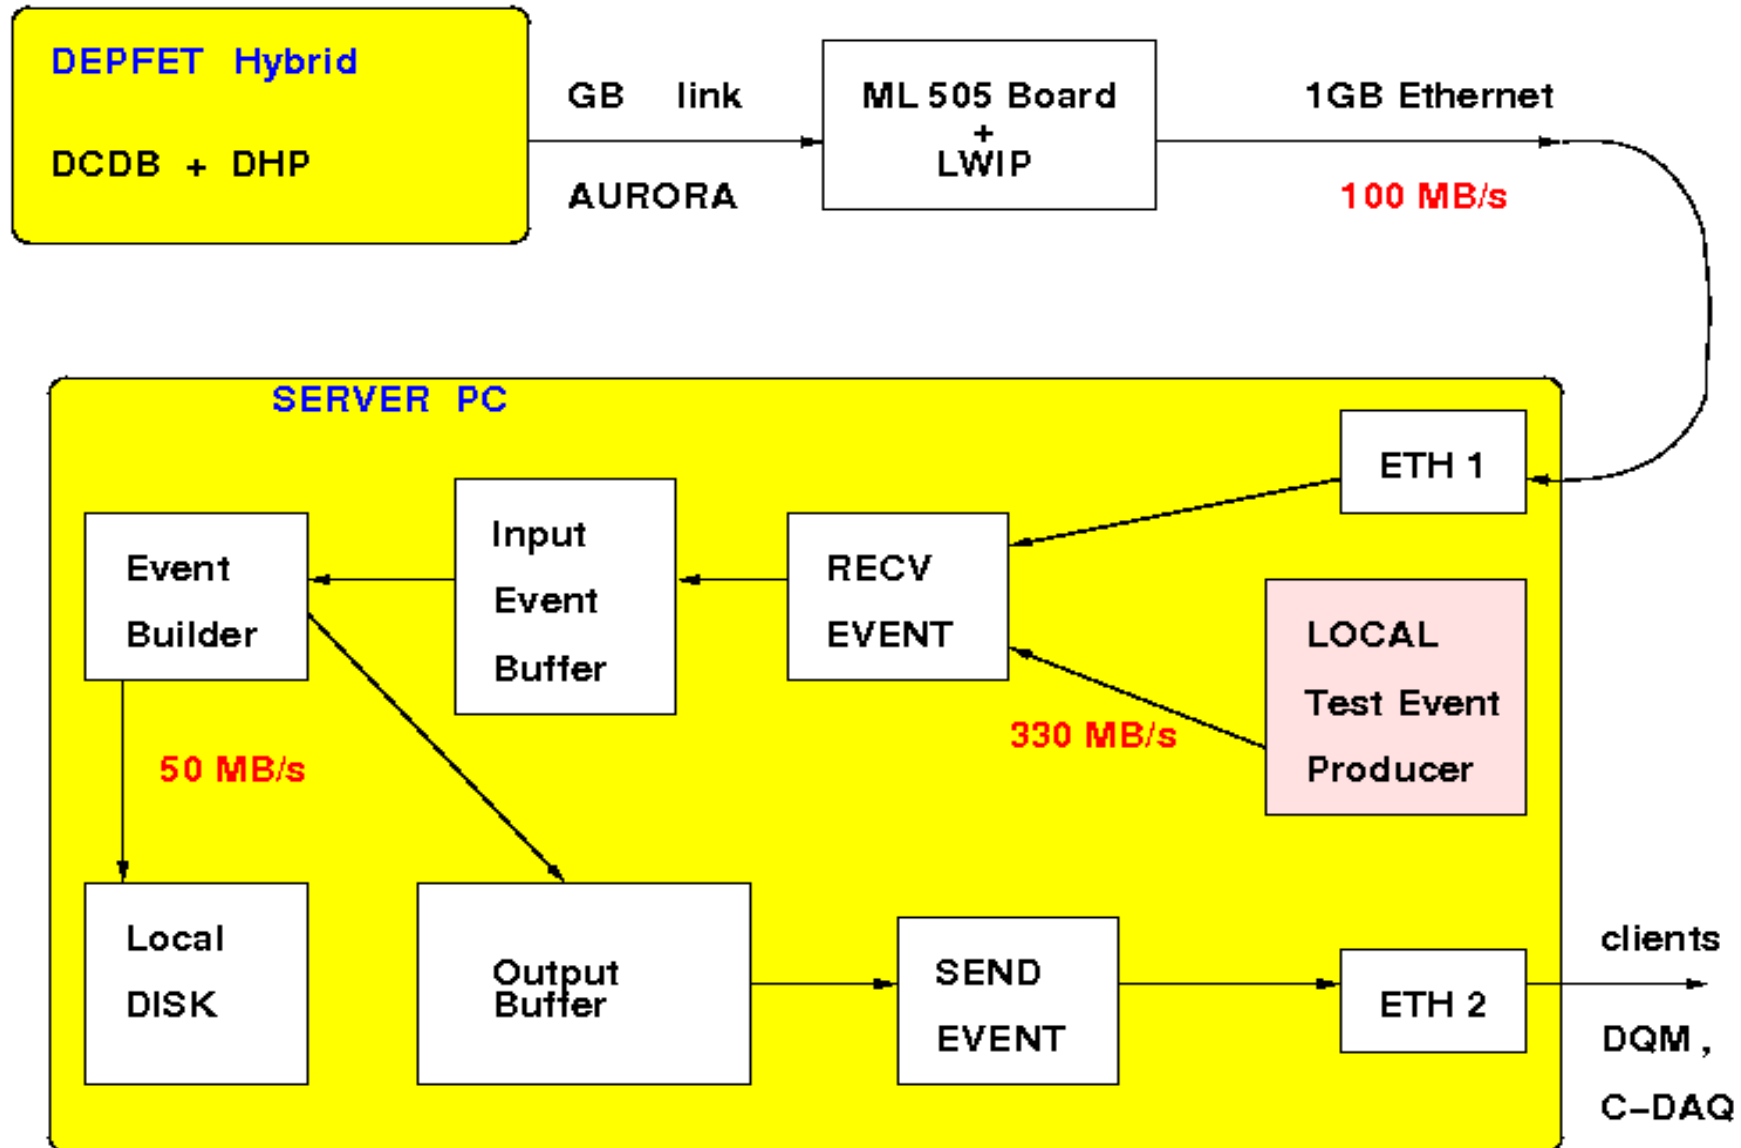 DEPFET Hybrid
DCDB + DHP
GB link
AURORA
ML 505 Board
+
LWIP
1GB Ethernet
100 MB/s
SERVER PC
ETH 1
RECV
EVENT
Input
Event
Buffer
Event
Builder
LOCAL
Test Event
Producer
330 MB/s
50 MB/s
Local
DISK
Output
Buffer
SEND
EVENT
ETH 2
clients
DQM ,
C-DAQ